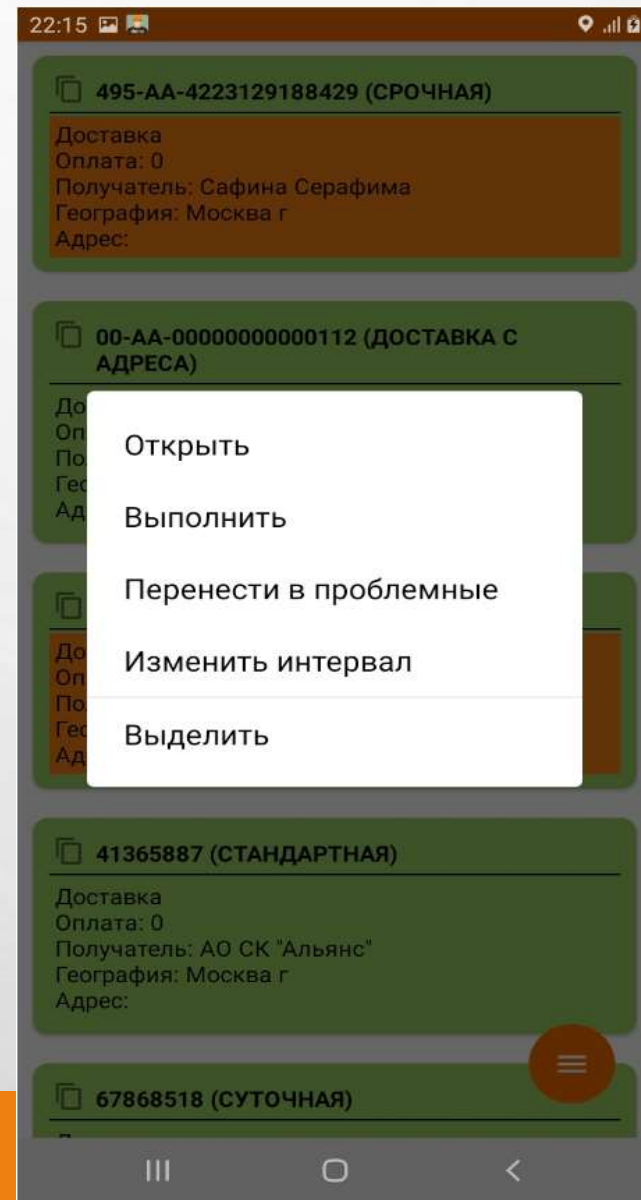 22:15
495-АА-4223129188429 (СРОЧНАЯ)
Доставка
Оплата: 0
Получатель: Сафина Серафима
География: Москва г
Адрес:
00-АА-00000000000112 (ДОСТАВКА С
АДРЕСА)
Открыть
Выполнить
Перенести в проблемные
Изменить интервал
Выделить
41365887 (СТАНДАРТНАЯ)
Доставка
Оплата: 0
Получатель: АО СК "Альянс"
География: Москва г
Адрес:
67868518 (СУТОЧНАЯ)